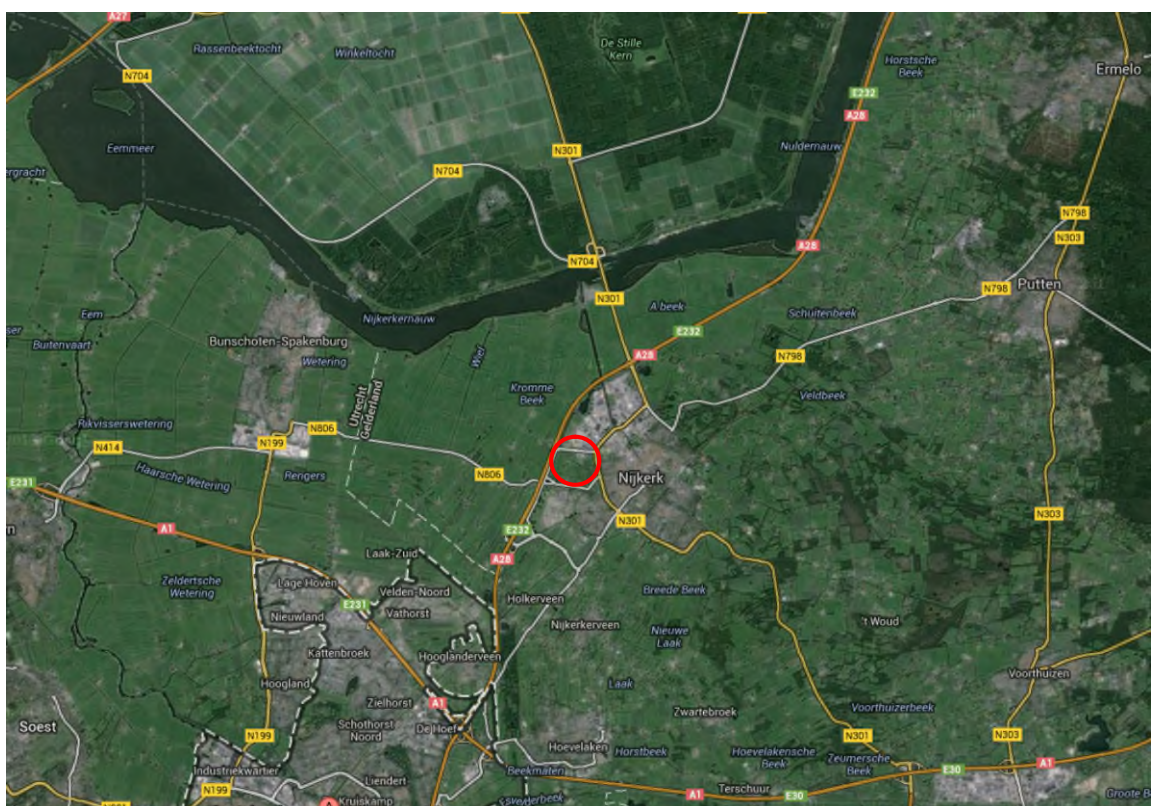 A27
Rassenbeektocht
Winkeltocht
De Stille
Kern
Horstsche
Beek
Ermelo
N704
E232
A28
Eemmeer
N301
Nuldernauw
N704
N798
N303
A28
N704
Putten
N798
N301
A beek
Schuitenbeek
Eem
Nijkerkernauw
E232
Buitenvaart
Bunschoten-Spakenburg
Wetering
Wiel
A28
N798
Utrecht
Gelderland
Kromme
Beek
Veldbeek
Rikvisserswetering
N806
N414
N199
Haarsche Wetering
Rengers
N806
Nijkerk
E231
N301
N303
A1
E232
Laak-Zuid
A28
Zeldertsche
Wetering
Lage Hoven
Velden-Noord
Holkerveen
Breede Beek
E231
Vathorst
Nieuwland
Nijkerkerveen
't Woud
Nieuwe
Laak
Kattenbroek
Hooglanderveen
Voorthuizen
Hoogland
Laak
A1
Zielhorst
Zwartebroek
Voorthuizerbeek
Soest
Schothorst
Noord
De Hoef
N199
Hoevelaken
Horstbeek
Hoevelakensche
Beek
N301
Zeumersche
Beek
N303
Industriekwartier
Liendert
Beekmaten
E30
A1
N199
Terschuur
A1
E30
Kruiskamp